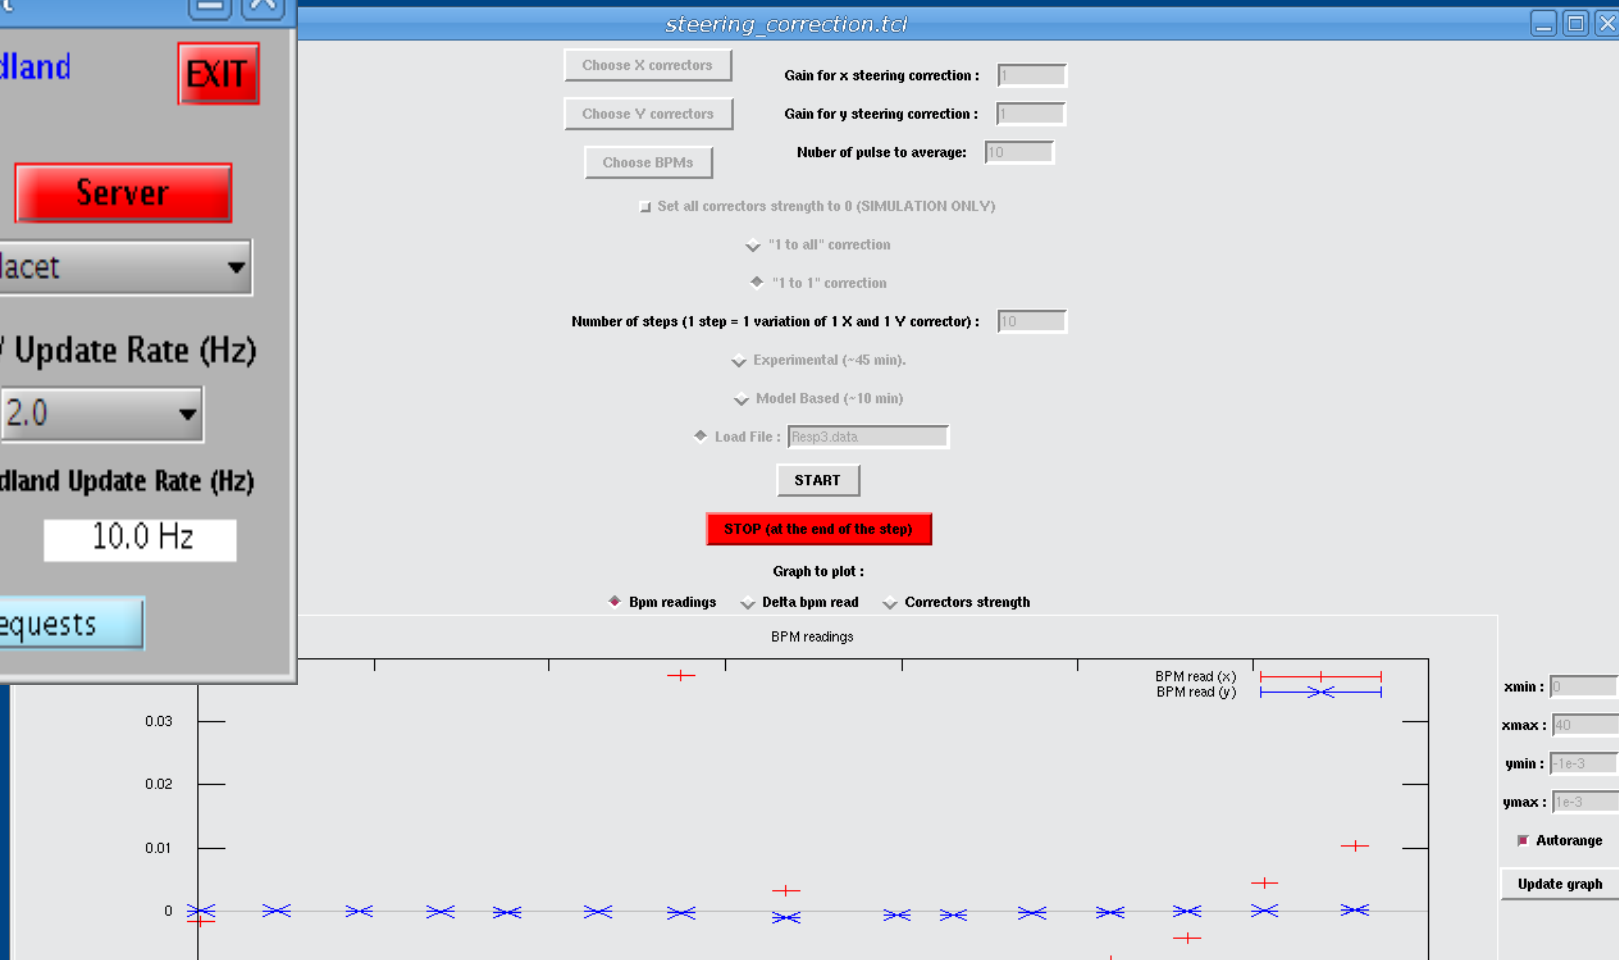 steering_correction.tcl
EXIT
Server
Update Rate (Hz)
2.0
Update Rate (Hz)
10.0 Hz
Choose X correctors
Gain for x steering correction :
1
Choose Y correctors
Gain for y steering correction :
1
Choose BPMs
Nuber of pulse to average:
10
Set all correctors strength to 0 (SIMULATION ONLY)
"1 to all" correction
"1 to 1" correction
Number of steps (1 step = 1 variation of 1 X and 1 Y corrector) :
10
Experimental (~45 min).
Model Based (~10 min)
Load File :
Resp3.data
START
STOP (at the end of the step)
Graph to plot :
Bpm readings
Delta bpm read
Correctors strength
BPM readings
BPM read (x)
BPM read (y)
0.03
0.02
0.01
0
xmin :
0
xmax :
40
ymin :
-1e-3
ymax :
1e-3
Autorange
Update graph